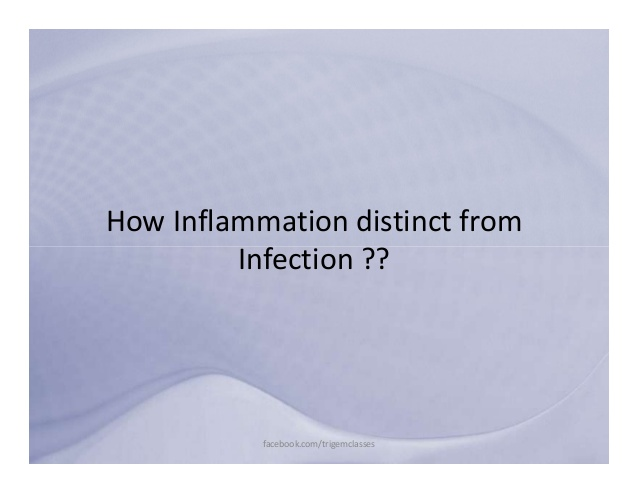 How Inflammation distinct from
Infection ??
facebook.com/trigemclasses